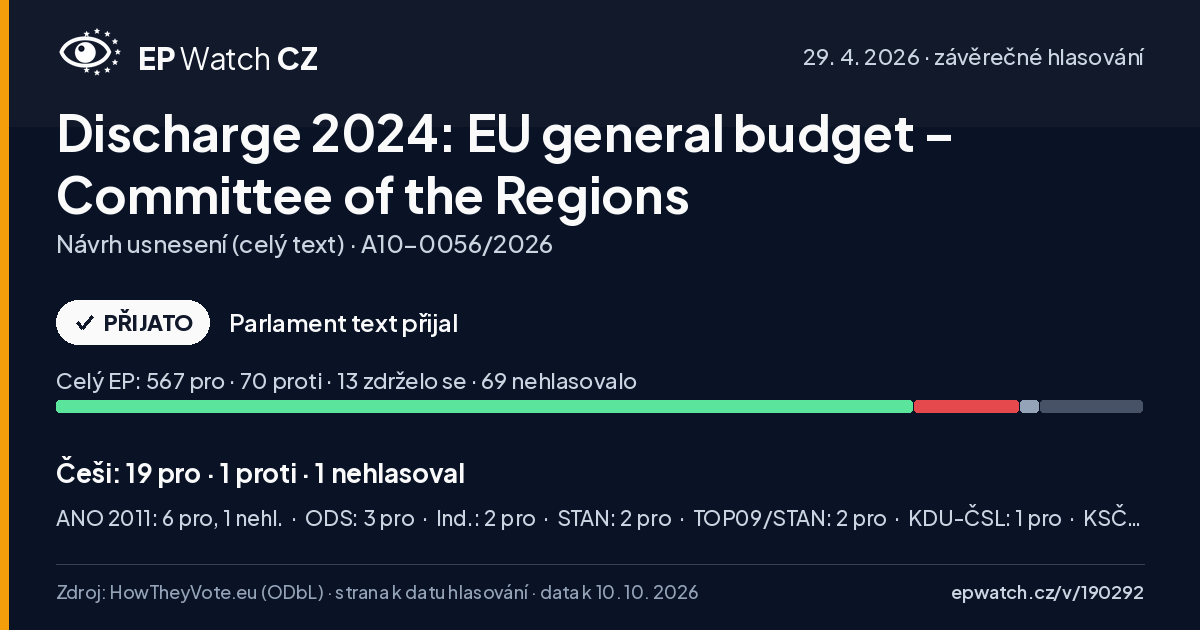 EP Watch CZ
29. 4. 2026 · závěrečné hlasování
Discharge 2024: EU general budget –
Committee of the Regions
Návrh usnesení (celý text) · A10-0056/2026
✓ PŘIJATO
Parlament text přijal
Celý EP: 567 pro · 70 proti · 13 zdrželo se · 69 nehlasovalo
Češi: 19 pro · 1 proti · 1 nehlasoval
ANO 2011: 6 pro, 1 nehl. · ODS: 3 pro · Ind.: 2 pro · STAN: 2 pro · TOP09/STAN: 2 pro · KDU-ČSL: 1 pro · KSČ…
Zdroj: HowTheyVote.eu (ODbL) · strana k datu hlasování · data k 10. 10. 2026
epwatch.cz/v/190292